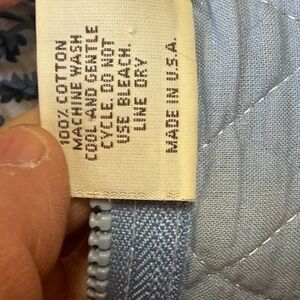 100% COTTON
MACHINE WASH
COOL AND GENTLE
CYCLE. DO NOT
USE BLEACH.
LINE DRY
MADE IN U.S.A.